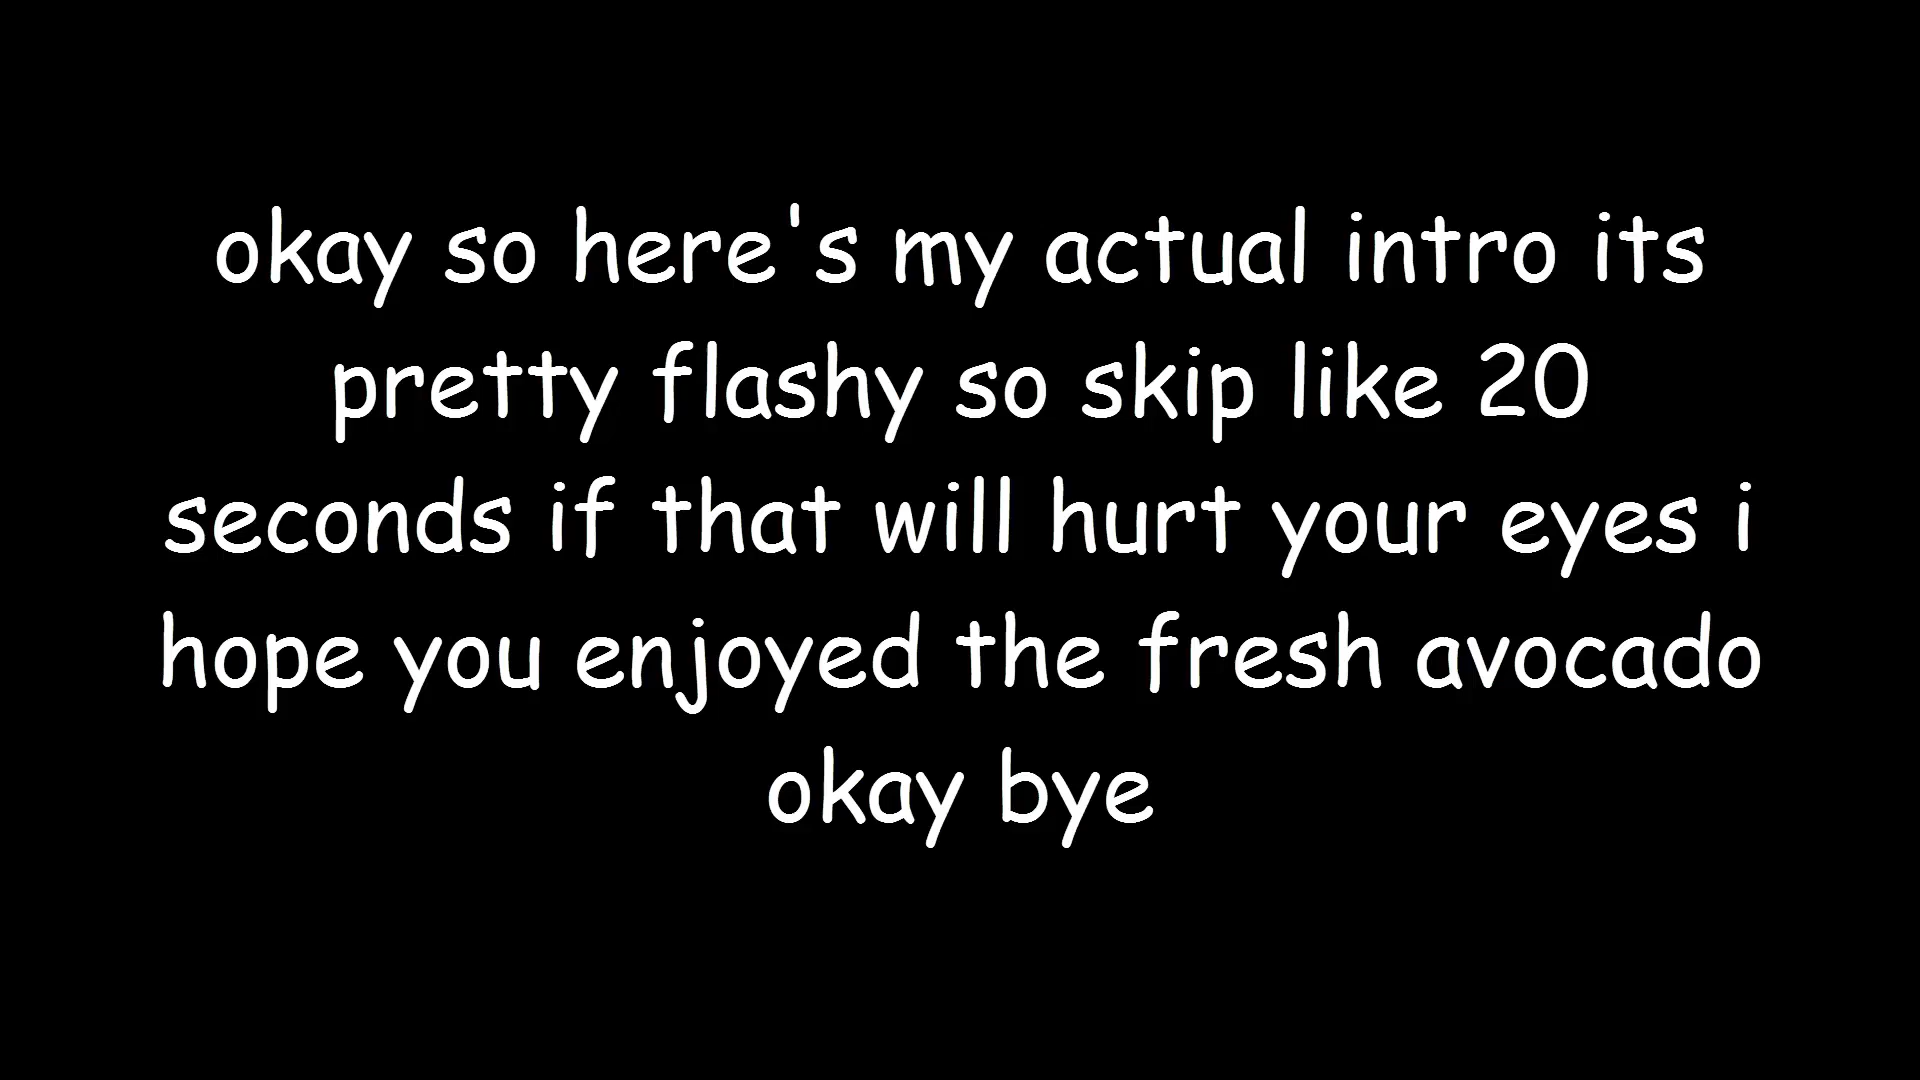 okay so here's my actual intro its
pretty flashy so skip like 20
seconds if that will hurt your eyes i
hope you enjoyed the fresh avocado
okay bye